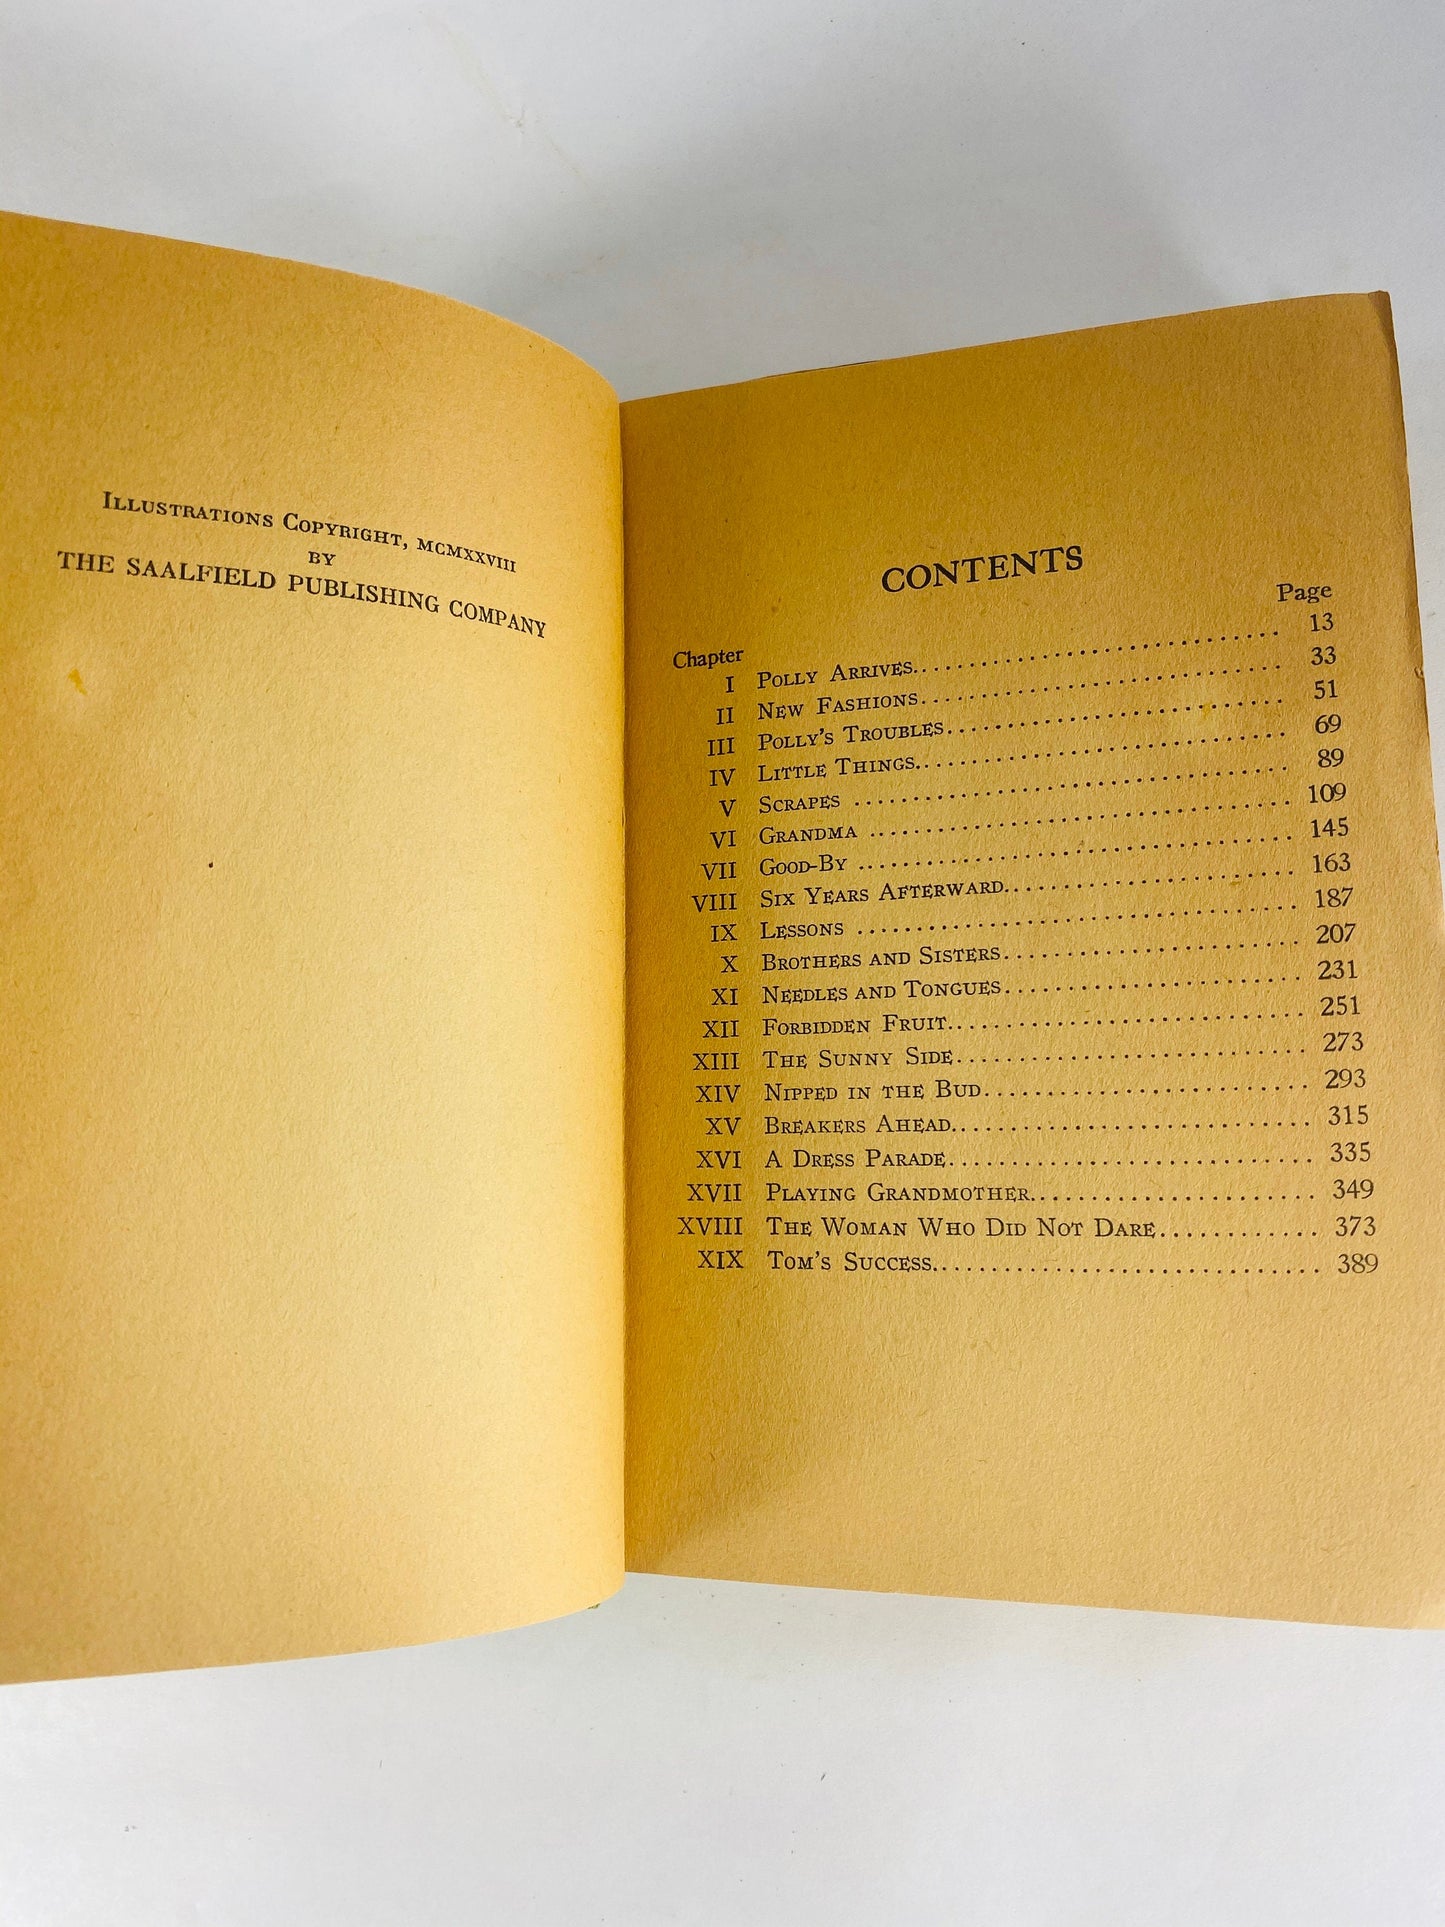 Illustrations Copyright, MCMXXVIII
BY
THE SAALFIELD PUBLISHING COMPANY
CONTENTS
Chapter Page
I Polly Arrives 13
II New Fashions 33
III Polly's Troubles 51
IV Little Things 69
V Scrapes 89
VI Grandma 109
VII Good-By 145
VIII Six Years Afterward 163
IX Lessons 187
X Brothers and Sisters 207
XI Needles and Tongues 231
XII Forbidden Fruit 251
XIII The Sunny Side 273
XIV Nipped in the Bud 293
XV Breakers Ahead 315
XVI A Dress Parade 335
XVII Playing Grandmother 349
XVIII The Woman Who Did Not Dare 373
XIX Tom's Success 389